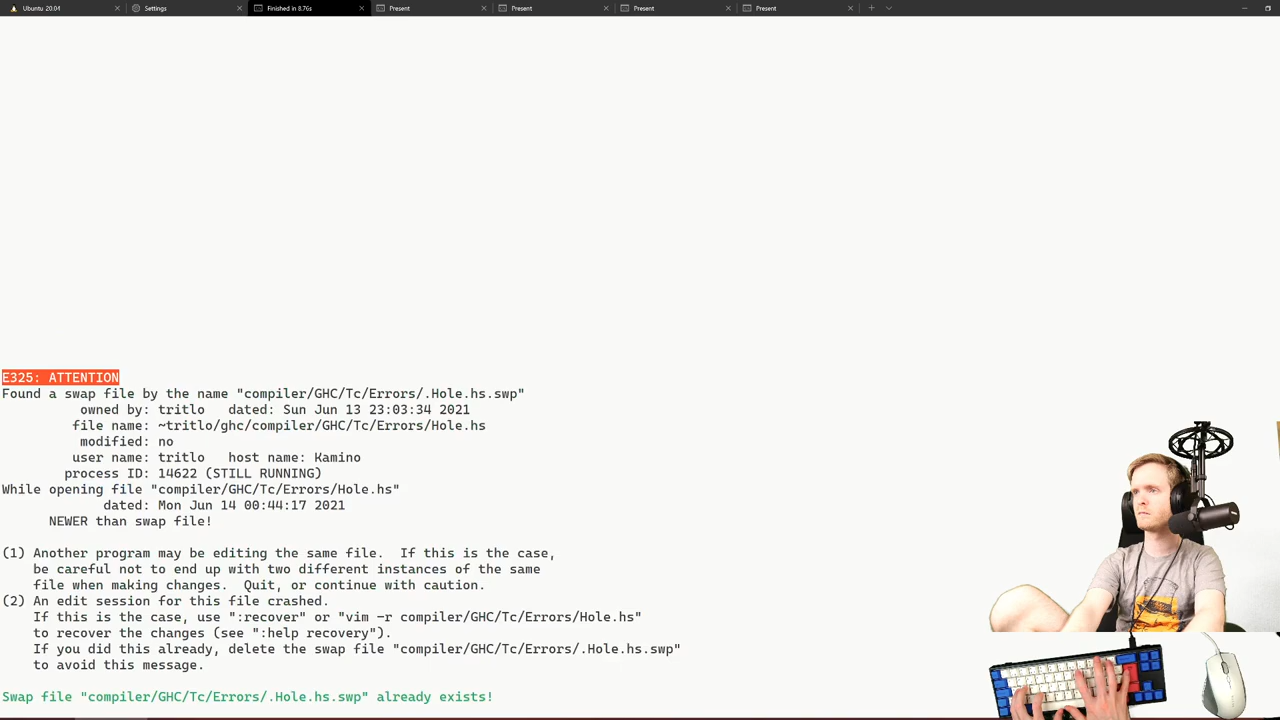 Ubuntu 20.04
Settings
Finished in 8.76s
Present
Present
Present
Present
E325: ATTENTION
Found a swap file by the name "compiler/GHC/Tc/Errors/.Hole.hs.swp"
owned by: tritlo   dated: Sun Jun 13 23:03:34 2021
file name: ~tritlo/ghc/compiler/GHC/Tc/Errors/Hole.hs
modified: no
user name: tritlo   host name: Kamino
process ID: 14622 (STILL RUNNING)
While opening file "compiler/GHC/Tc/Errors/Hole.hs"
dated: Mon Jun 14 00:44:17 2021
NEWER than swap file!
(1) Another program may be editing the same file.  If this is the case,
be careful not to end up with two different instances of the same
file when making changes.  Quit, or continue with caution.
(2) An edit session for this file crashed.
If this is the case, use ":recover" or "vim -r compiler/GHC/Tc/Errors/Hole.hs"
to recover the changes (see ":help recovery").
If you did this already, delete the swap file "compiler/GHC/Tc/Errors/.Hole.hs.swp"
to avoid this message.
Swap file "compiler/GHC/Tc/Errors/.Hole.hs.swp" already exists!